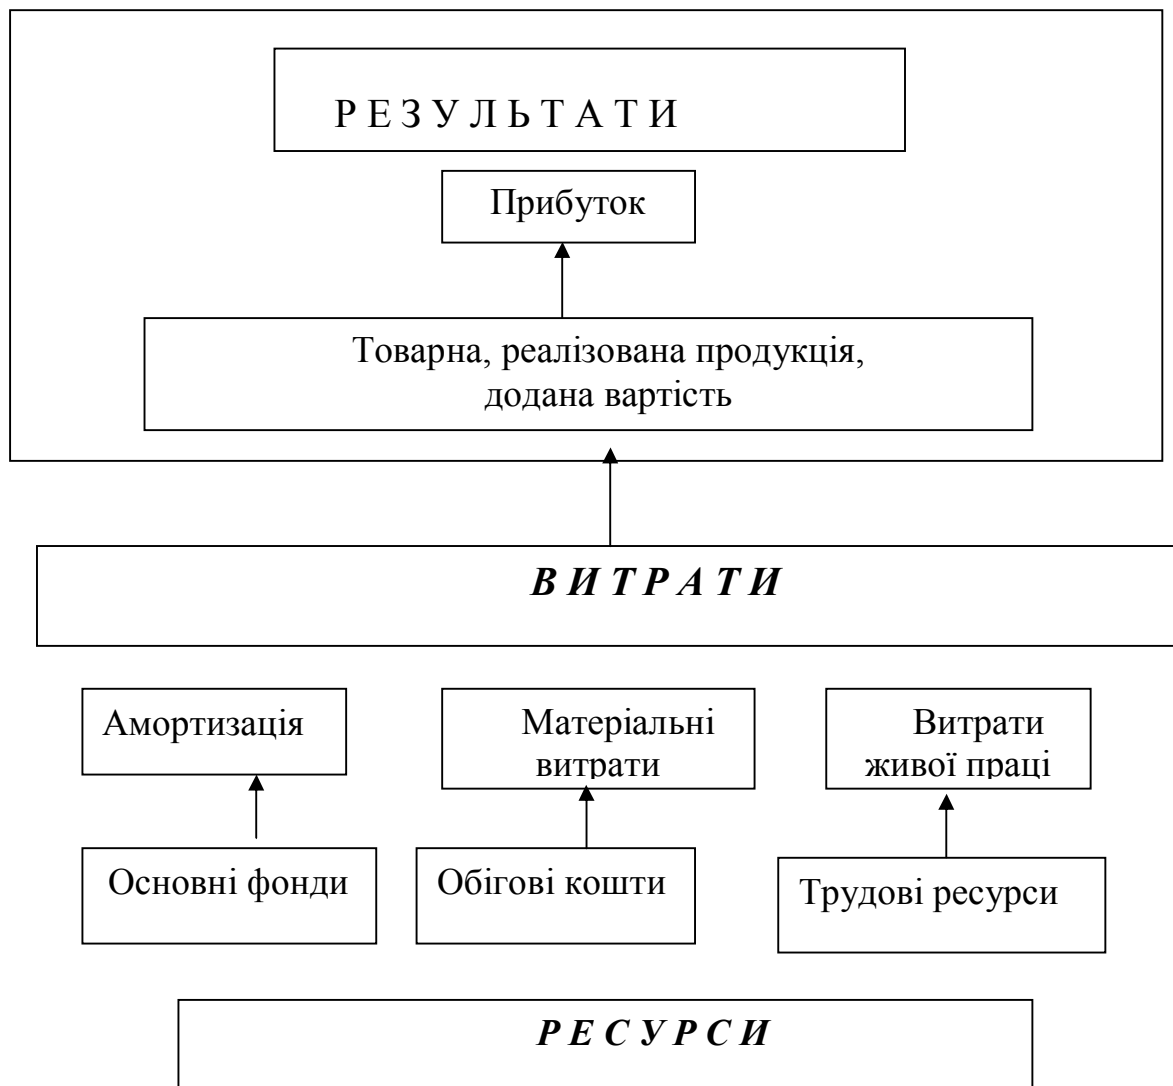 Р Е З У Л Ь Т А Т И
Прибуток
Товарна, реалізована продукція,
додана вартість
В И Т Р А Т И
Амортизація
Матеріальні
витрати
Витрати
живої праці
Основні фонди
Обігові кошти
Трудові ресурси
Р Е С У Р С И